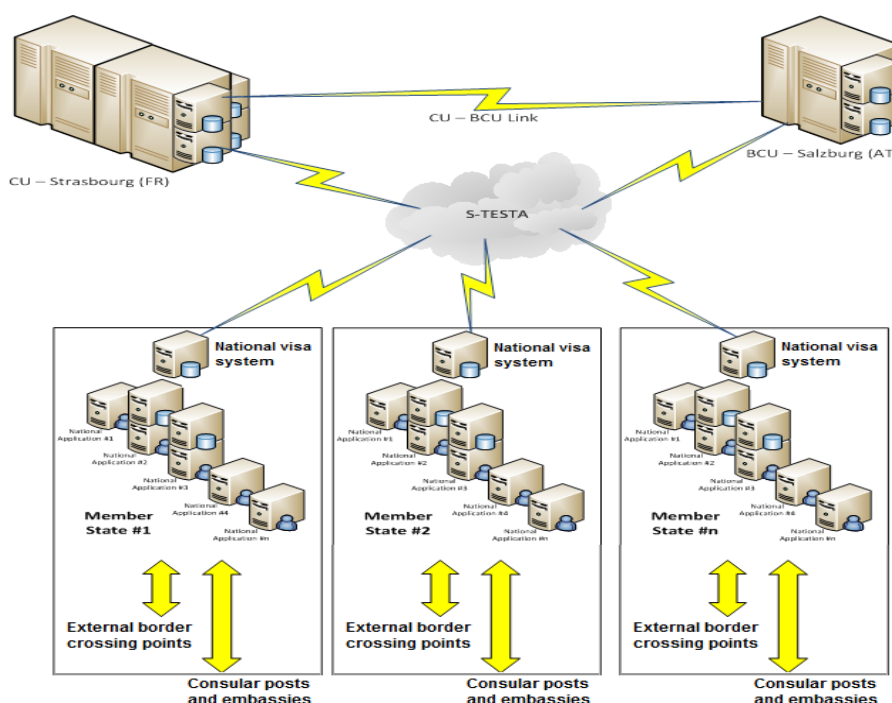 CU – BCU Link
CU – Strasbourg (FR)
BCU – Salzburg (AT
S-TESTA
National visa
system
National
Application #1
National
Application #2
National
Application #3
National
Application #4
National
Application #n
Member
State #1
External border
crossing points
Consular posts
and embassies
National visa
system
National
Application #1
National
Application #2
National
Application #3
National
Application #4
National
Application #n
Member
State #2
External border
crossing points
Consular posts
and embassies
National visa
system
National
Application #1
National
Application #2
National
Application #3
National
Application #4
National
Application #n
Member
State #n
External border
crossing points
Consular posts
and embassies